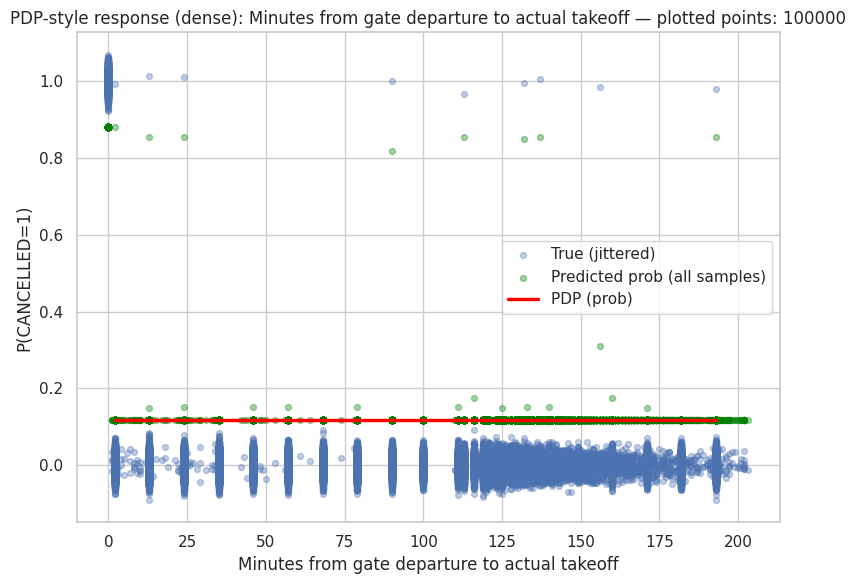 PDP-style response (dense): Minutes from gate departure to actual takeoff — plotted points: 100000
P(CANCELLED=1)
1.0
0.8
0.6
0.4
0.2
0.0
True (jittered)
Predicted prob (all samples)
PDP (prob)
0 25 50 75 100 125 150 175 200
Minutes from gate departure to actual takeoff